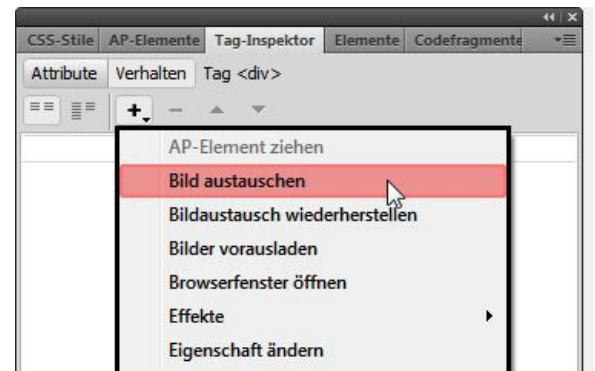 CSS-Stile AP-Elemente Tag-Inspektor Elemente Codefragmente
Attribute Verhalten Tag <div>
AP-Element ziehen
Bild austauschen
Bildaustausch wiederherstellen
Bilder vorausladen
Browserfenster öffnen
Effekte
Eigenschaft ändern